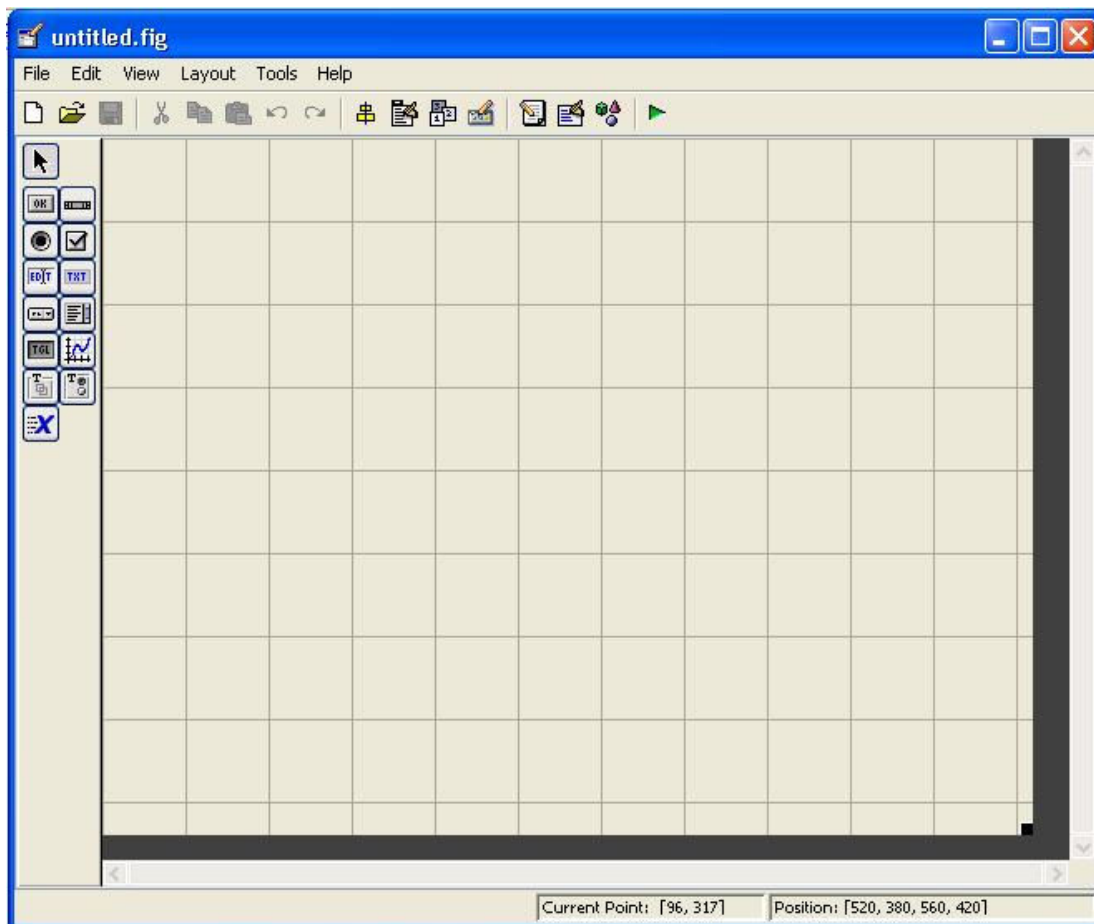 untitled.fig
File Edit View Layout Tools Help
OK
EDIT TXT
TGL
T T
X
Current Point: [96, 317] Position: [520, 380, 560, 420]